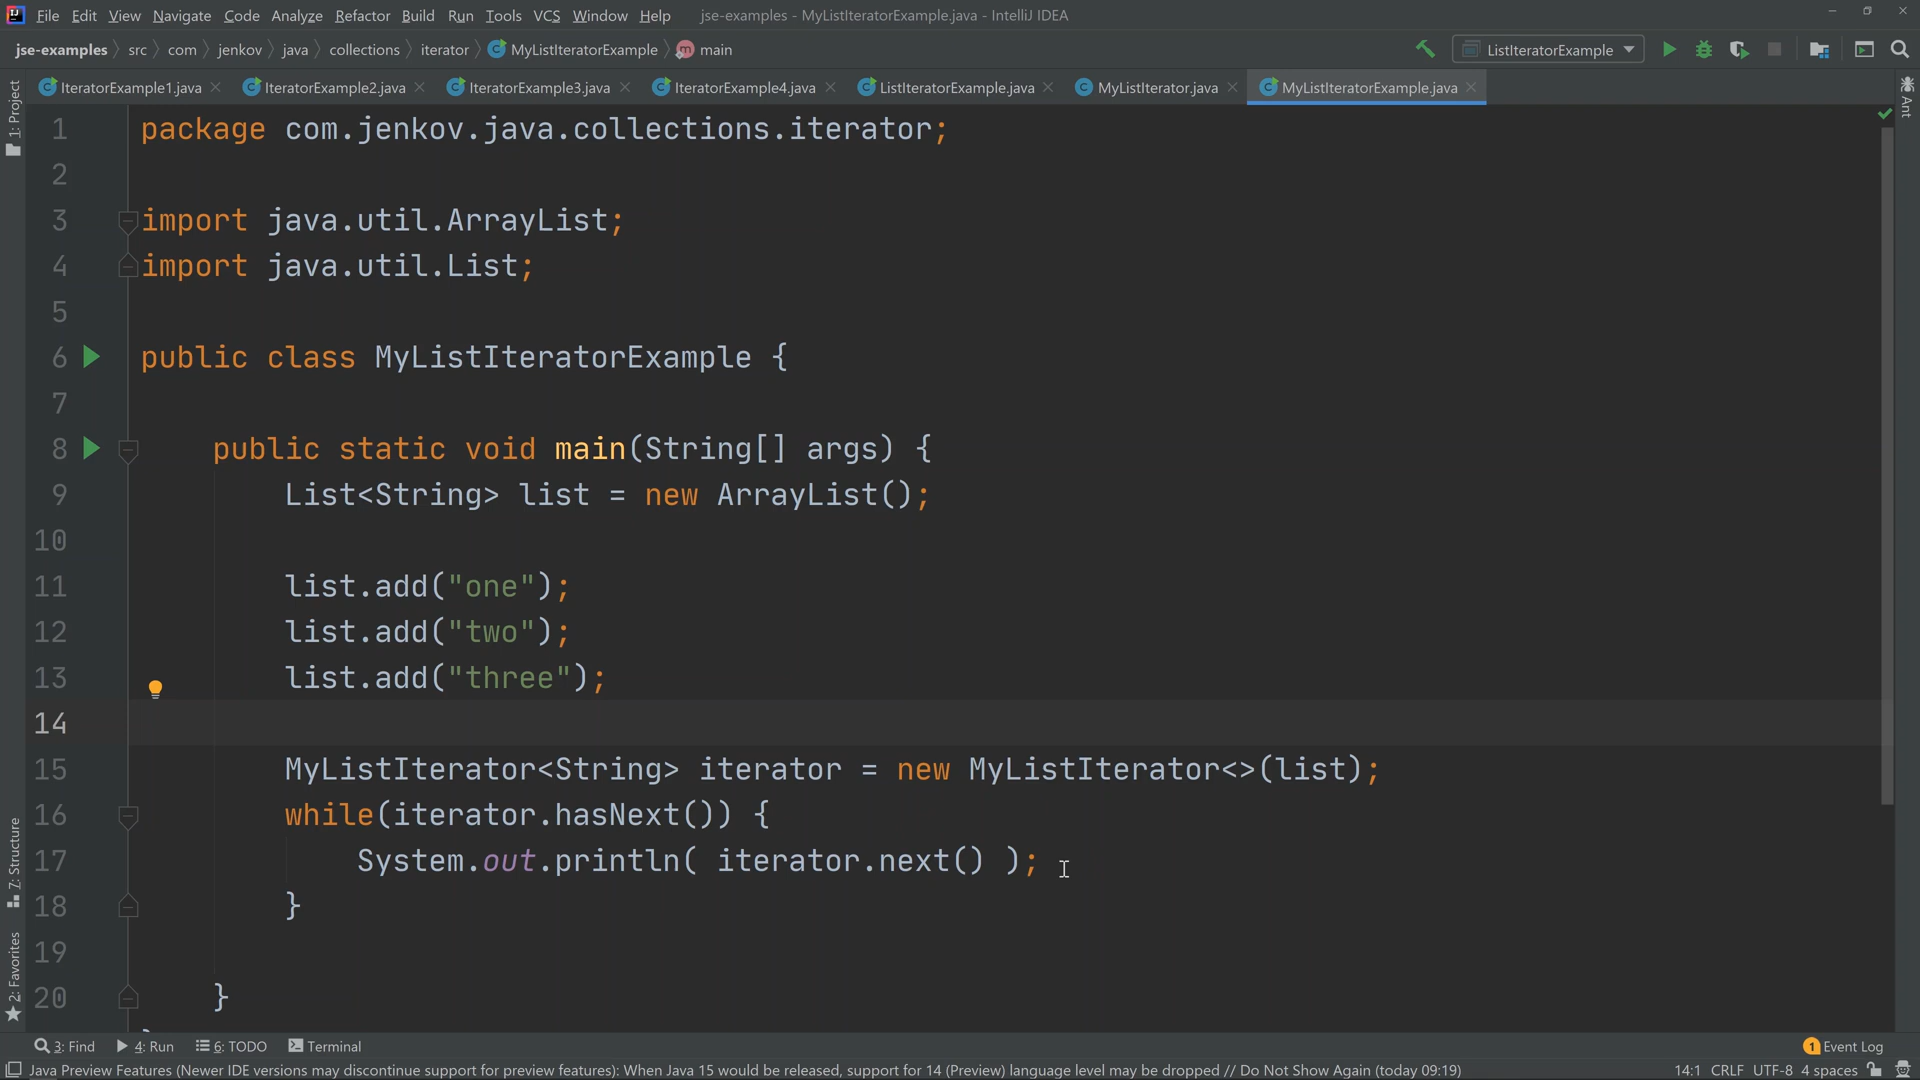 File Edit View Navigate Code Analyze Refactor Build Run Tools VCS Window Help jse-examples - MyListIteratorExample.java - IntelliJ IDEA
jse-examples src com jenkov java collections iterator MyListIteratorExample m main ListIteratorExample
IteratorExample1.java IteratorExample2.java IteratorExample3.java IteratorExample4.java ListIteratorExample.java MyListIterator.java MyListIteratorExample.java
1: Project
Ant
1 package com.jenkov.java.collections.iterator;
2
3 import java.util.ArrayList;
4 import java.util.List;
5
6 public class MyListIteratorExample {
7
8 public static void main(String[] args) {
9 List<String> list = new ArrayList();
10
11 list.add("one");
12 list.add("two");
13 list.add("three");
14
15 MyListIterator<String> iterator = new MyListIterator<>(list);
16 while(iterator.hasNext()) {
17 System.out.println( iterator.next() );
18 }
19
20 }
7: Structure
2: Favorites
3: Find 4: Run 6: TODO Terminal 1 Event Log
Java Preview Features (Newer IDE versions may discontinue support for preview features): When Java 15 would be released, support for 14 (Preview) language level may be dropped // Do Not Show Again (today 09:19) 14:1 CRLF UTF-8 4 spaces